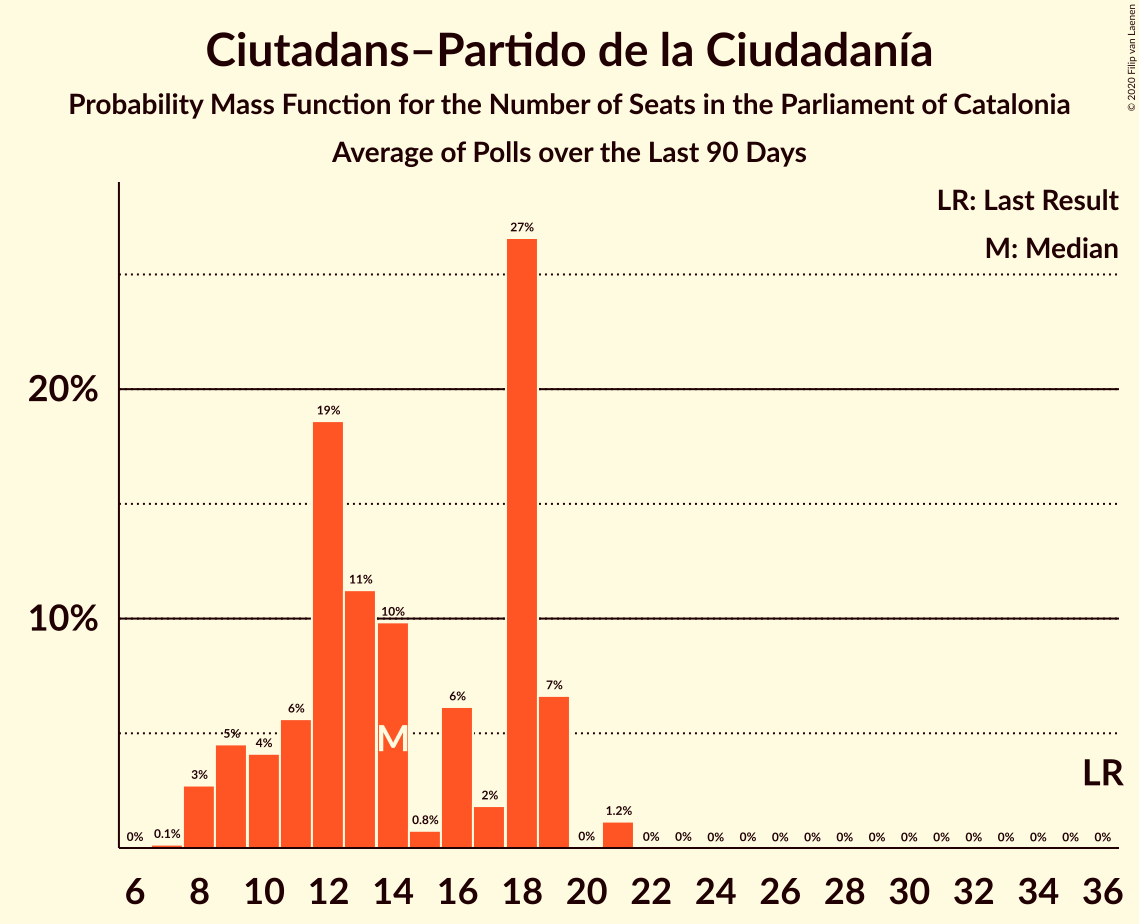 Ciutadans–Partido de la Ciudadanía
Probability Mass Function for the Number of Seats in the Parliament of Catalonia
Average of Polls over the Last 90 Days
© 2020 Filip van Laenen
LR: Last Result
M: Median
20%
10%
0% 0.1% 3% 5% 4% 6% 19% 11% 10% 0.8% 6% 2% 27% 7% 0% 1.2% 0% 0% 0% 0% 0% 0% 0% 0% 0% 0% 0% 0% 0% 0% 0%
M
LR
6 8 10 12 14 16 18 20 22 24 26 28 30 32 34 36